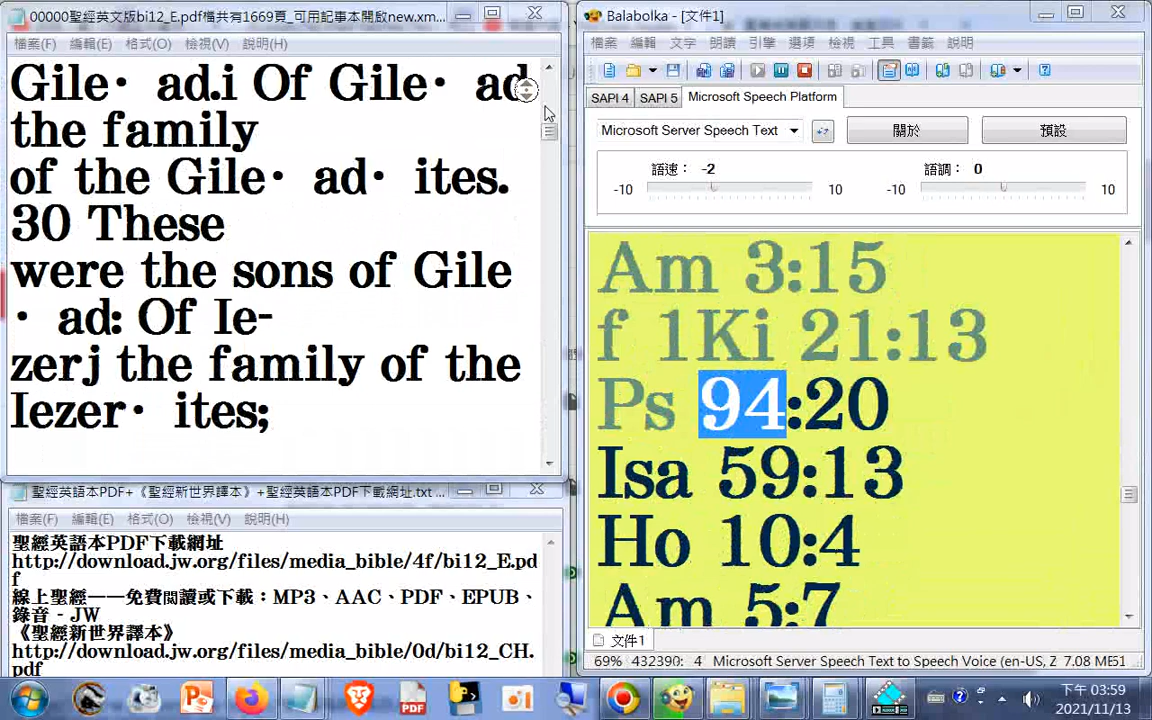 00000聖經英文版bi12_E.pdf檔共有1669頁_可用記事本開啟new.xm...
檔案(F) 編輯(E) 格式(O) 檢視(V) 說明(H)
Gile· ad.i Of Gile· ad
the family
of the Gile· ad· ites.
30 These
were the sons of Gile
· ad: Of Ie-
zerj the family of the
Iezer· ites;
聖經英語本PDF+《聖經新世界譯本》+聖經英語本PDF下載網址.txt ...
檔案(F) 編輯(E) 格式(O) 檢視(V) 說明(H)
聖經英語本PDF下載網址
http://download.jw.org/files/media_bible/4f/bi12_E.pd
f
線上聖經——免費閱讀或下載：MP3、AAC、PDF、EPUB、
錄音 - JW
《聖經新世界譯本》
http://download.jw.org/files/media_bible/0d/bi12_CH.
pdf
Balabolka - [文件1]
檔案 編輯 文字 朗讀 引擎 選項 檢視 工具 書籤 說明
SAPI 4 SAPI 5 Microsoft Speech Platform
Microsoft Server Speech Text 關於 預設
語速： -2 語調： 0
-10 10 -10 10
Am 3:15
f 1Ki 21:13
Ps 94:20
Isa 59:13
Ho 10:4
Am 5:7
文件1
69% 432390: 4 Microsoft Server Speech Text to Speech Voice (en-US, Z 7.08 ME51
PDF
下午 03:59
2021/11/13